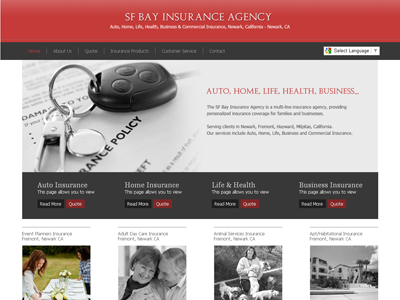 SF BAY INSURANCE AGENCY
Auto, Home, Life, Health, Business & Commercial Insurance, Newark, California - Newark, CA
Home | About Us | Quote | Insurance Products | Customer Service | Contact
Select Language
AUTO, HOME, LIFE, HEALTH, BUSINESS...
The SF Bay Insurance Agency is a multi-line insurance agency, providing
personalized insurance coverage for families and businesses.
Serving clients in Newark, Fremont, Hayward, Milpitas, California.
Our services include Auto, Home, Life, Business and Commercial Insurance.
INSURANCE POLICY
Auto Insurance
This page allows you to view
Read More Quote
Home Insurance
This page allows you to view
Read More Quote
Life & Health
This page allows you to view
Read More Quote
Business Insurance
This page allows you to view
Read More Quote
Event Planners Insurance
Fremont, Newark CA
Adult Day Care Insurance
Fremont, Newark CA
Animal Services Insurance
Fremont, Newark CA
Apt/Habitational Insurance
Fremont, Newark CA